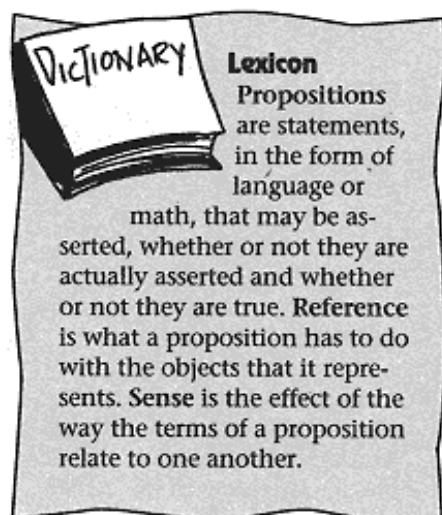 DICTIONARY
Lexicon
Propositions
are statements,
in the form of
language or
math, that may be as-
serted, whether or not they are
actually asserted and whether
or not they are true. Reference
is what a proposition has to do
with the objects that it repre-
sents. Sense is the effect of the
way the terms of a proposition
relate to one another.